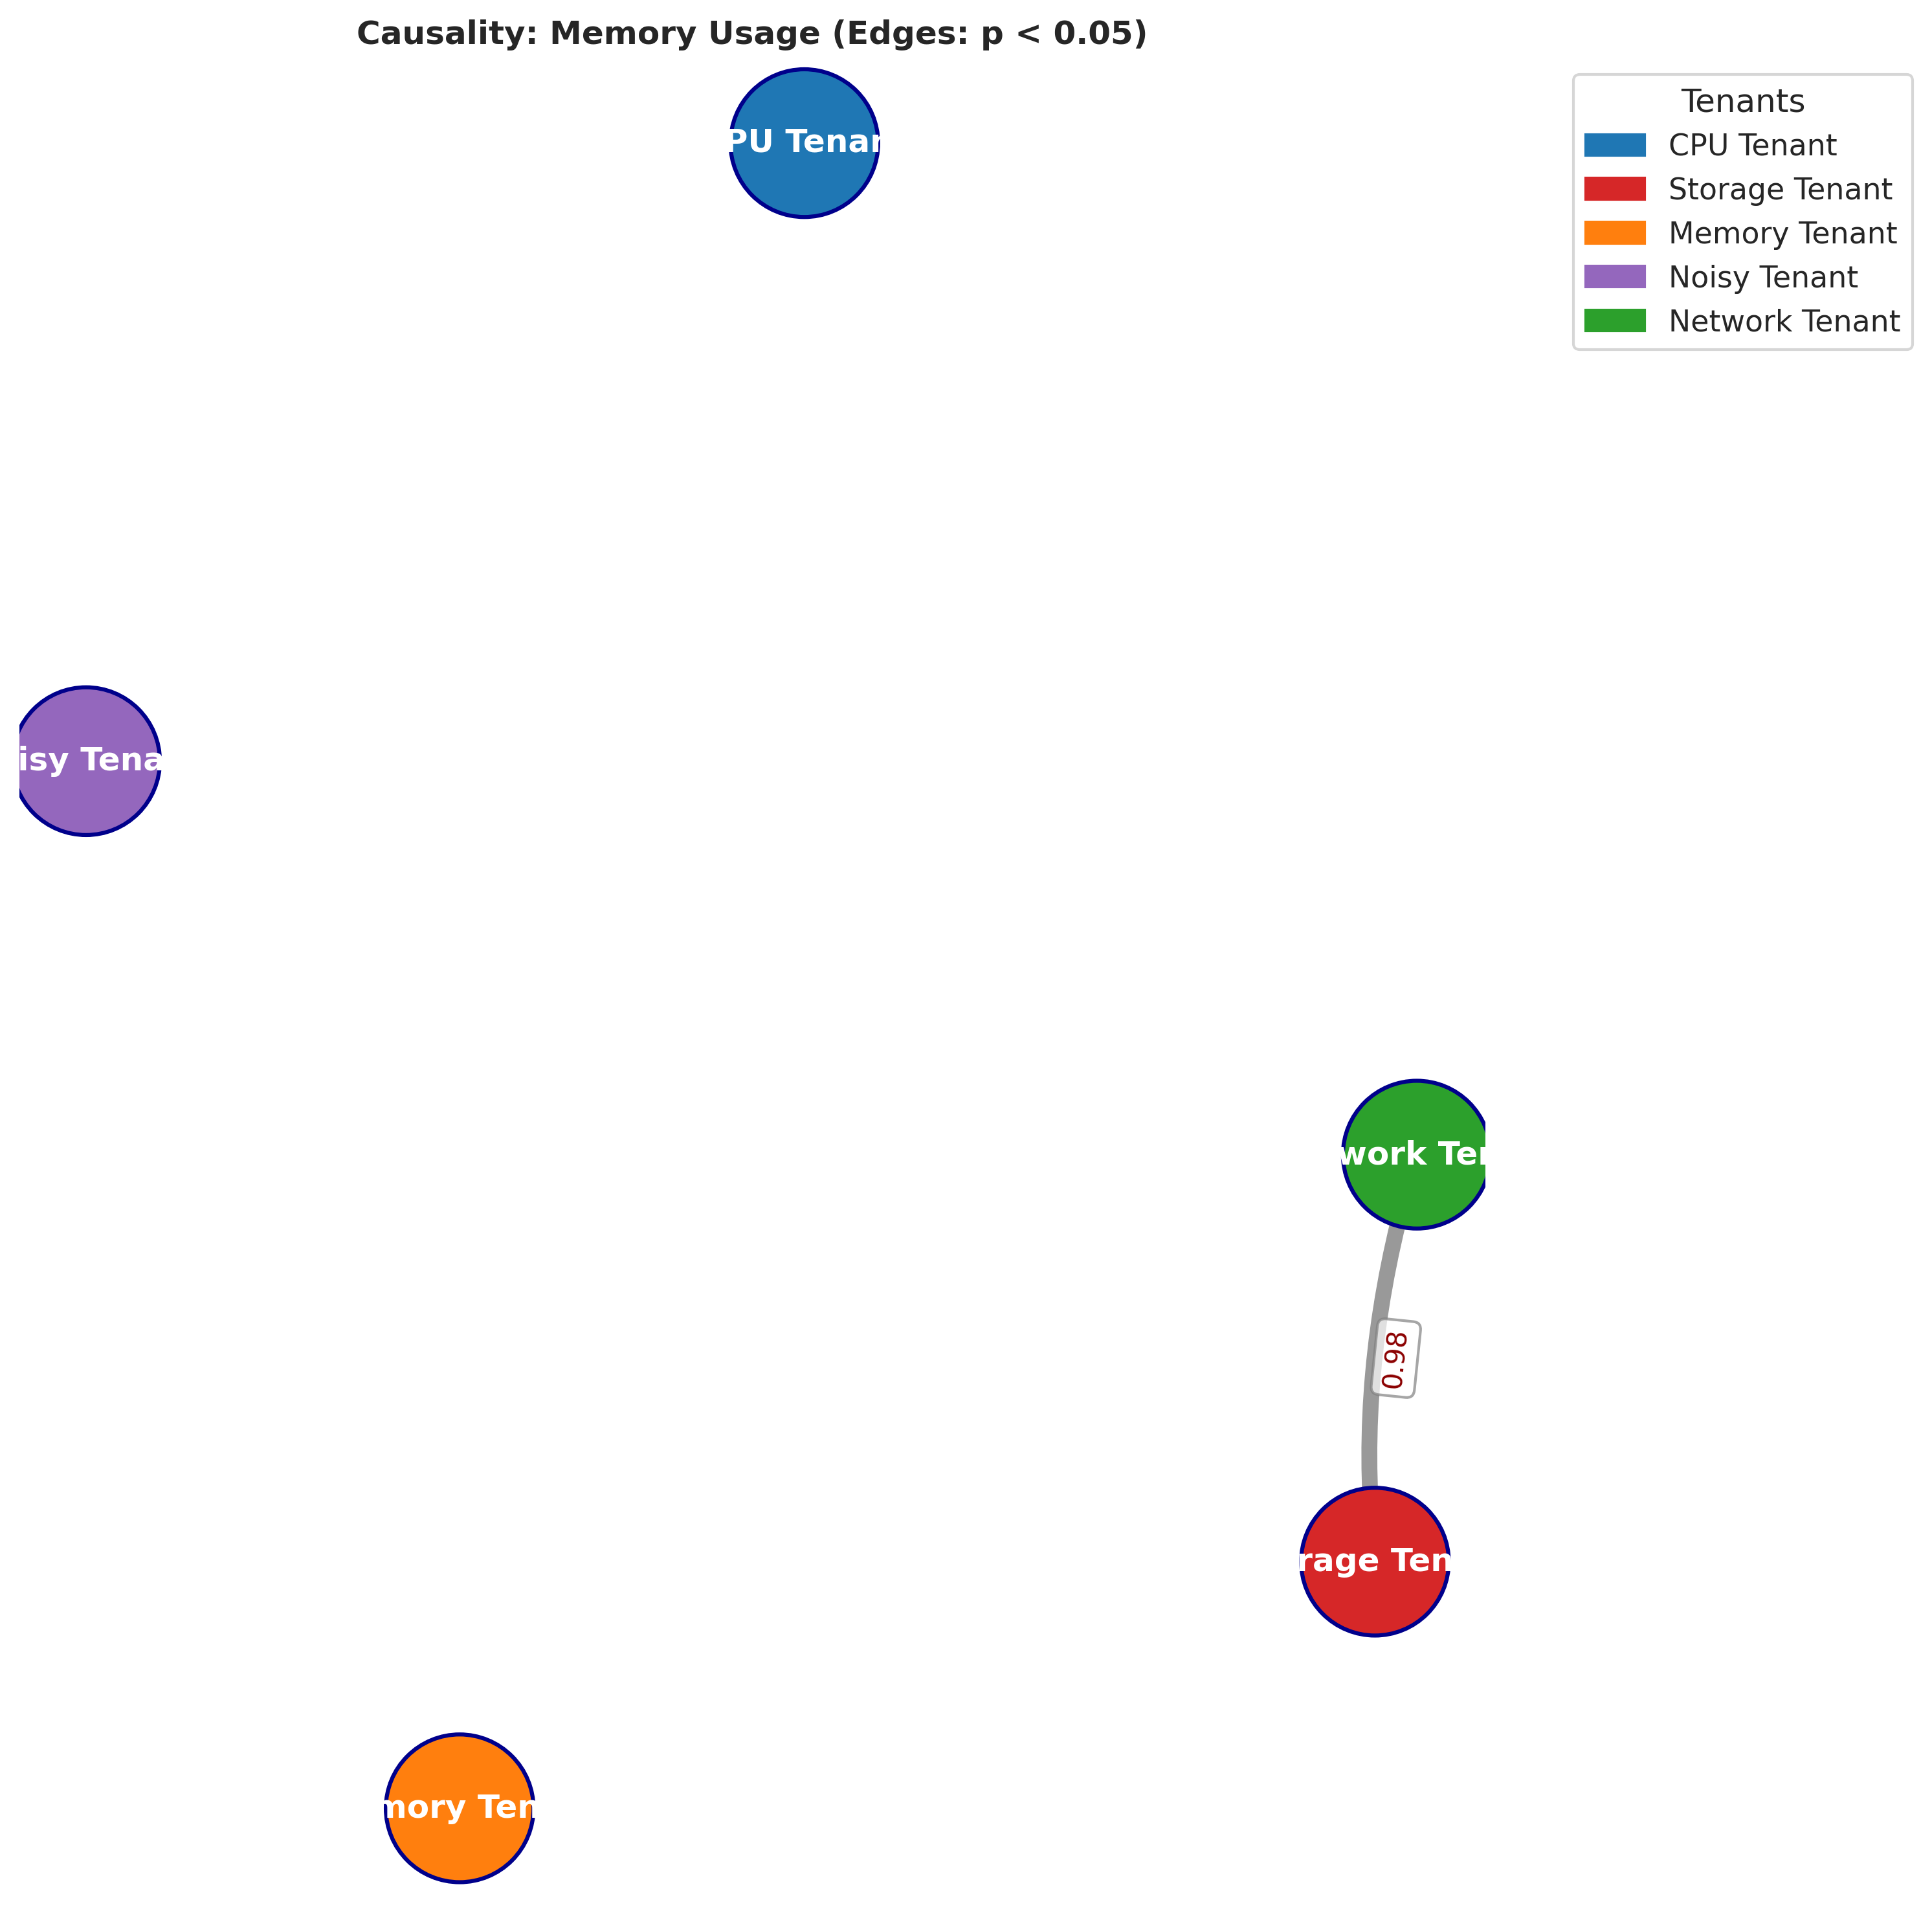 Causality: Memory Usage (Edges: p < 0.05)
Tenants
CPU Tenant
Storage Tenant
Memory Tenant
Noisy Tenant
Network Tenant
PU Tenan
isy Tena
work Ten
0.98
rage Ten
mory Ten